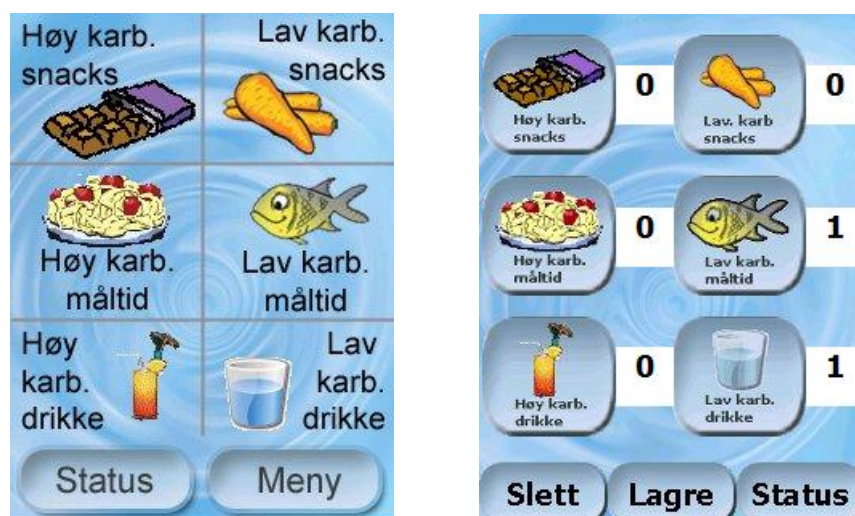 Høy karb.
snacks
Lav karb.
snacks
Høy karb.
måltid
Lav karb.
måltid
Høy
karb.
drikke
Lav
karb.
drikke
Status
Meny
Høy karb.
snacks
0
Lav. karb
snacks
0
Høy karb.
måltid
0
Lav karb.
måltid
1
Høy karb.
drikke
0
Lav karb.
drikke
1
Slett
Lagre
Status